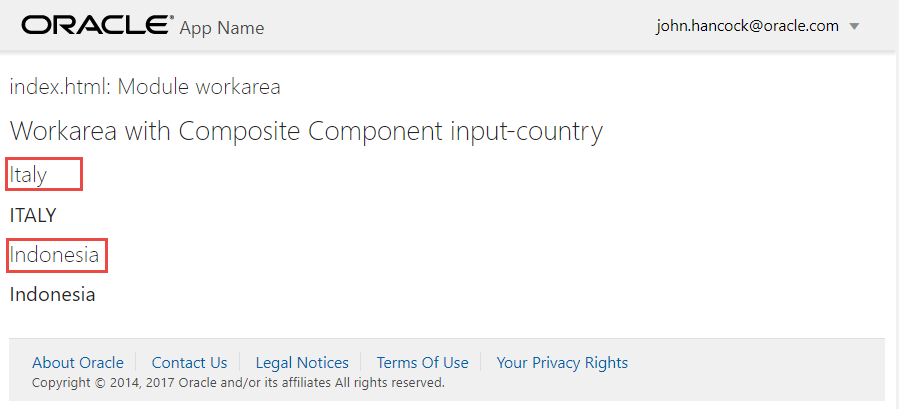 ORACLE® App Name
john.hancock@oracle.com
index.html: Module workarea
Workarea with Composite Component input-country
Italy
ITALY
Indonesia
Indonesia
About Oracle Contact Us Legal Notices Terms Of Use Your Privacy Rights
Copyright © 2014, 2017 Oracle and/or its affiliates All rights reserved.